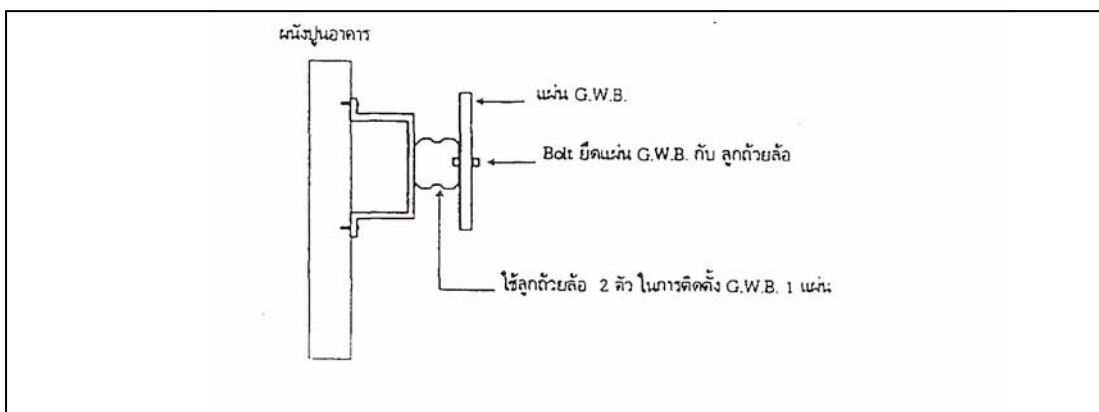 ผนังปูนอาคาร
แผ่น G.W.B.
Bolt ยึดแผ่น G.W.B. กับ ลูกถ้วยล้อ
ใช้ลูกถ้วยล้อ 2 ตัว ในการติดตั้ง G.W.B. 1 แผ่น